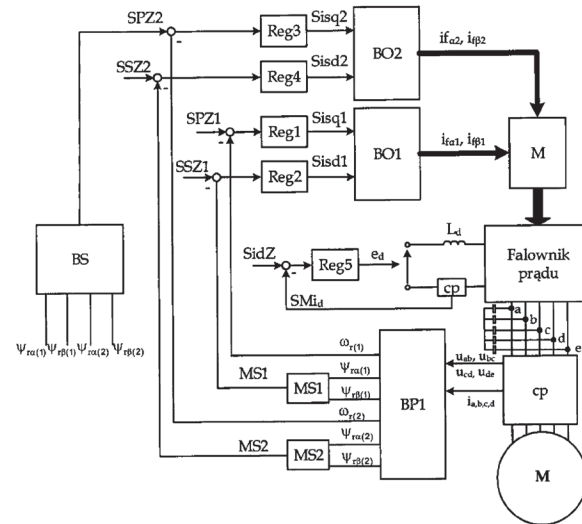 SPZ2
Reg3
Sisq2
BO2
ifα2, ifβ2
SSZ2
Reg4
Sisd2
SPZ1
Reg1
Sisq1
BO1
ifα1, ifβ1
M
SSZ1
Reg2
Sisd1
BS
Ld
Falownik
prądu
SidZ
Reg5
ed
cp
SMid
a
b
c
d
e
Ψrα(1) Ψrβ(1) Ψrα(2) Ψrβ(2)
ωr(1)
uab, ubc
ucd, ude
ia,b,c,d
cp
Ψrα(1)
MS1
MS1
Ψrβ(1)
BP1
ωr(2)
Ψrα(2)
MS2
MS2
Ψrβ(2)
M